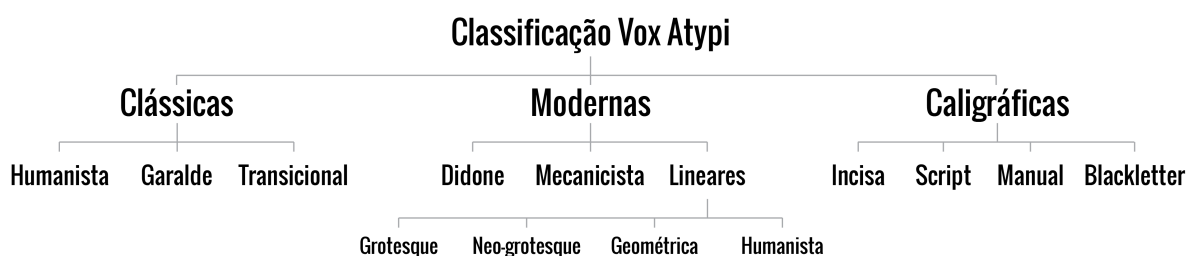 Classificação Vox Atypi
Clássicas Modernas Caligráficas
Humanista Garalde Transicional Didone Mecanicista Lineares Incisa Script Manual Blackletter
Grotesque Neo-grotesque Geométrica Humanista